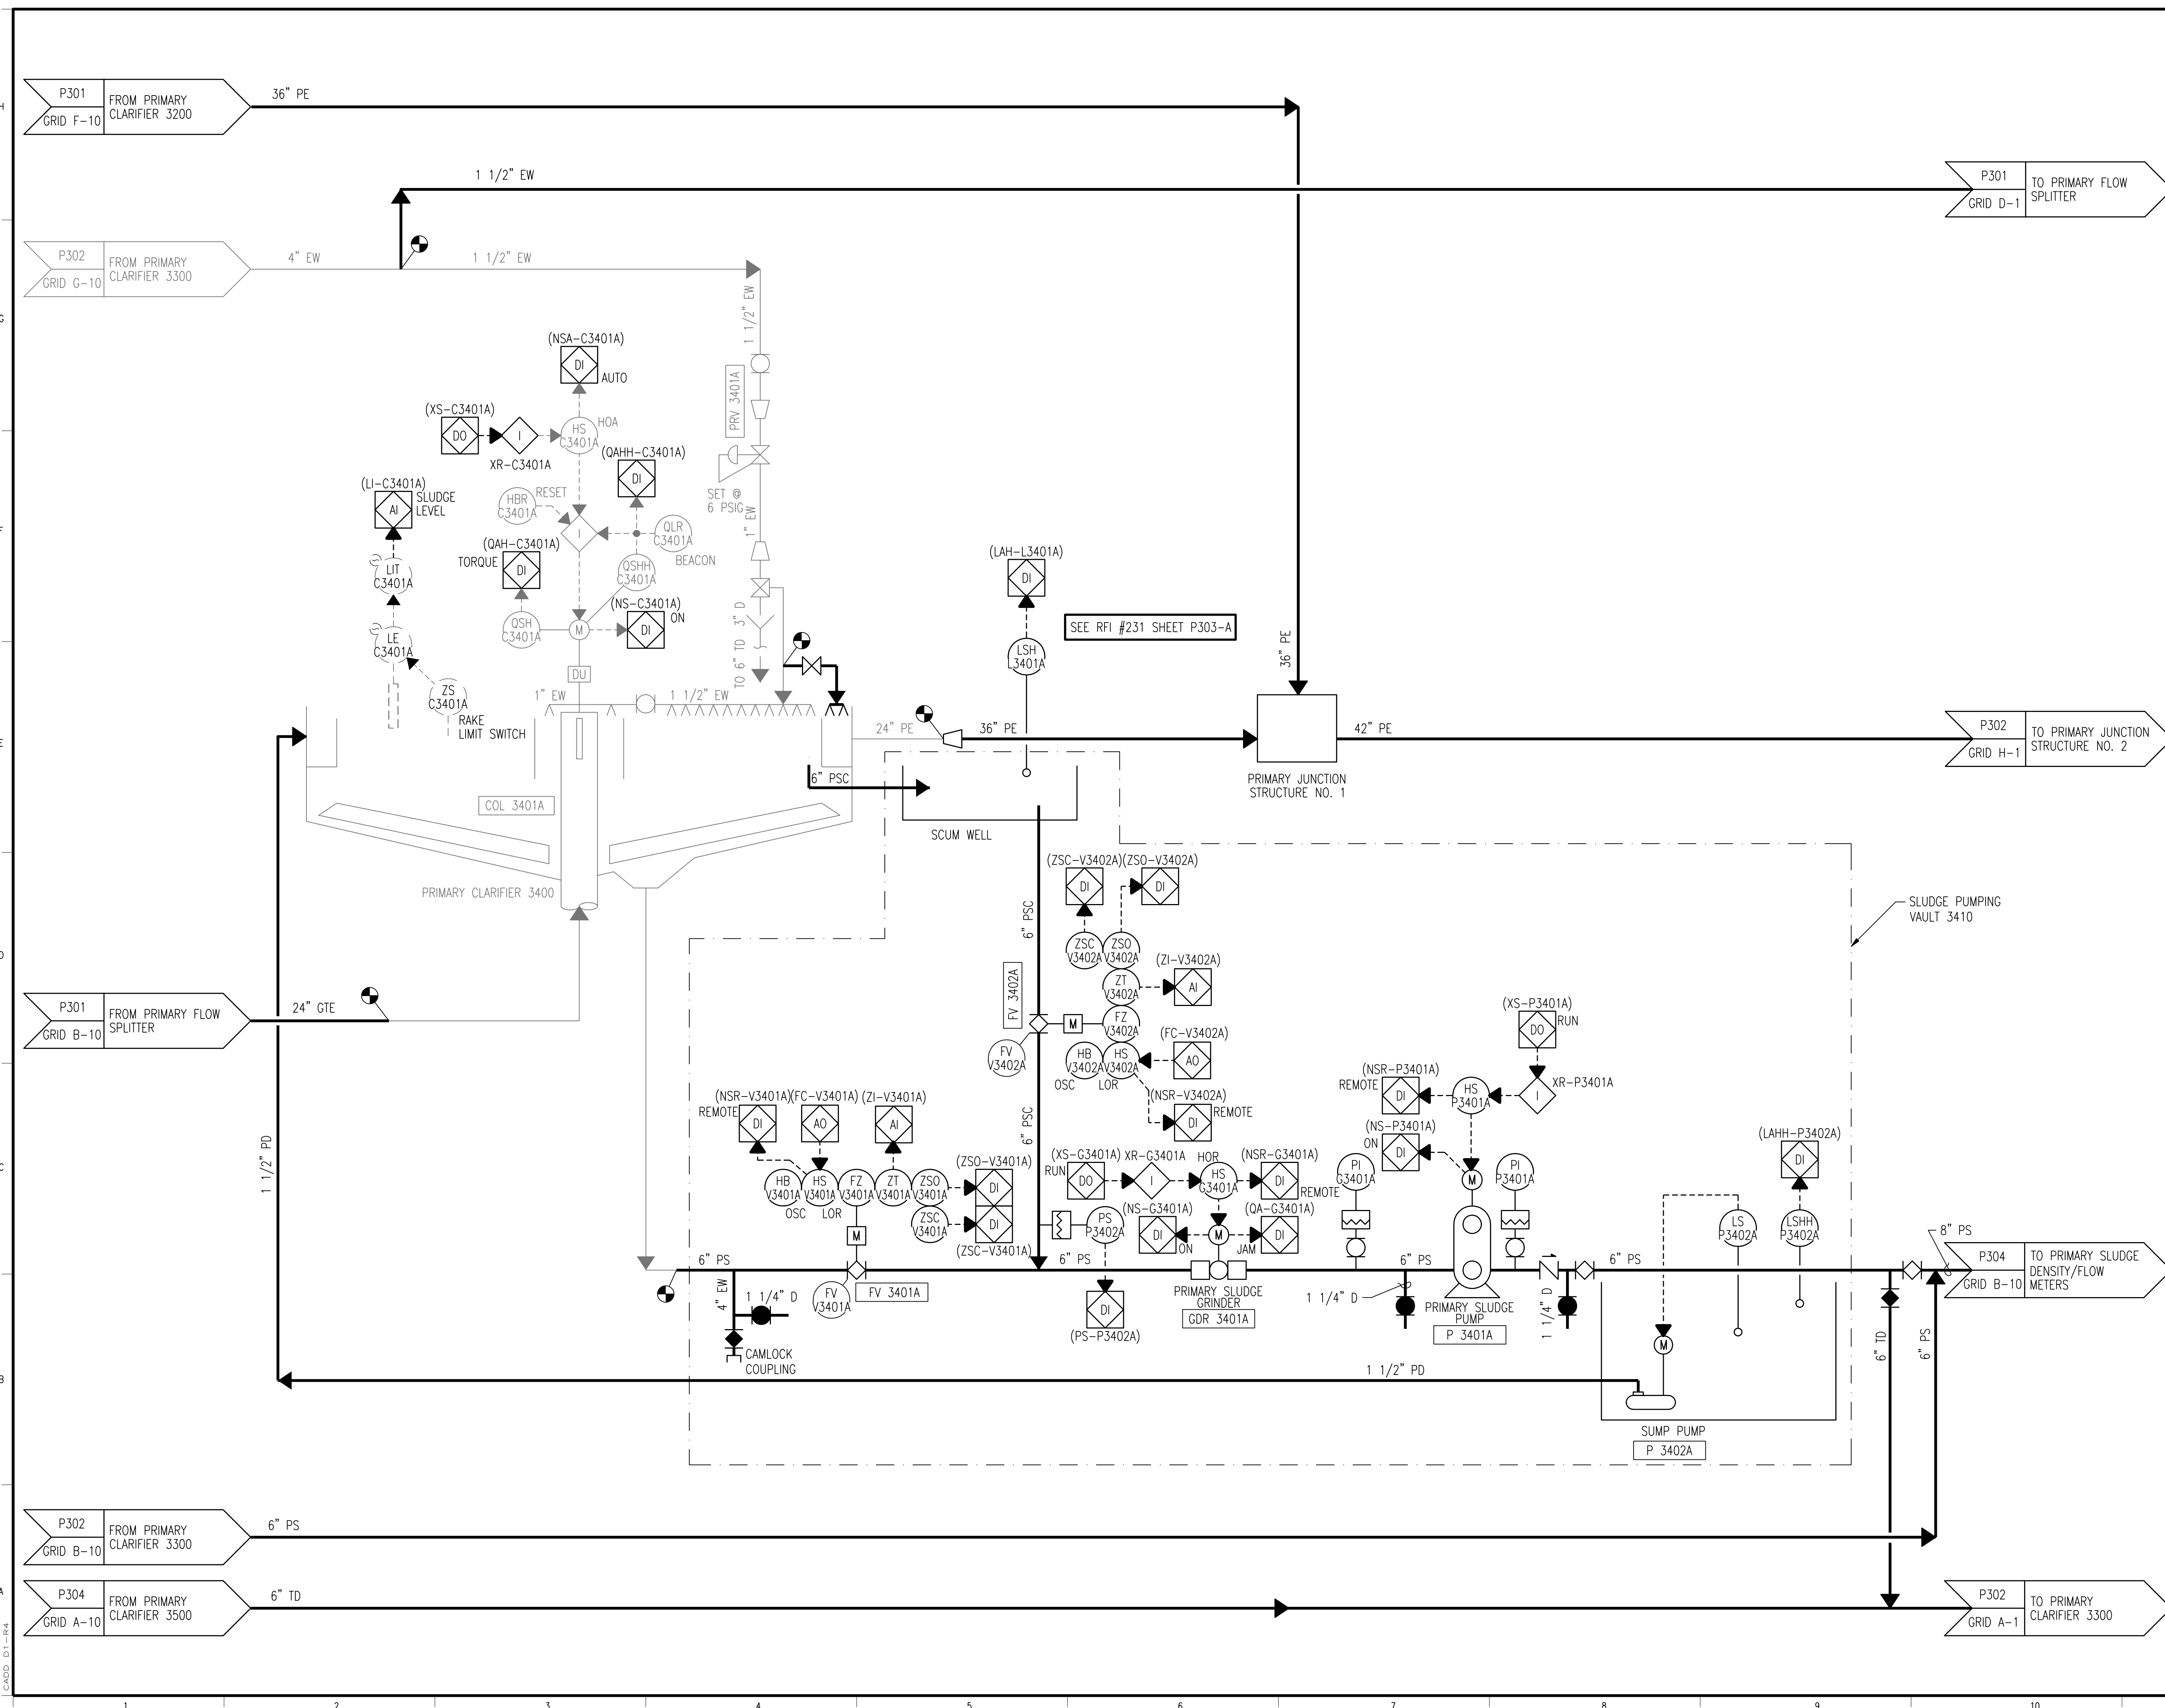 H
P301
GRID F-10
FROM PRIMARY
CLARIFIER 3200
36" PE
1 1/2" EW
P301
GRID D-1
TO PRIMARY FLOW
SPLITTER
P302
GRID G-10
FROM PRIMARY
CLARIFIER 3300
4" EW
1 1/2" EW
1 1/2" EW
G
(NSA-C3401A)
DI
AUTO
(XS-C3401A)
DO
I
XR-C3401A
HS
C3401A
HOA
PRV 3401A
(QAHH-C3401A)
DI
SET @
6 PSIG
1" EW
(LI-C3401A)
AI
SLUDGE
LEVEL
HBR
C3401A
RESET
I
QLR
C3401A
BEACON
F
(QAH-C3401A)
TORQUE
DI
QSHH
C3401A
LIT
C3401A
(NS-C3401A)
ON
DI
QSH
C3401A
M
LE
C3401A
DU
ZS
C3401A
RAKE
LIMIT SWITCH
3" D
TO 6" TD
1" EW
1 1/2" EW
(LAH-L3401A)
DI
LSH
L3401A
SEE RFI #231 SHEET P303-A
36" PE
E
24" PE
36" PE
42" PE
P302
GRID H-1
TO PRIMARY JUNCTION
STRUCTURE NO. 2
PRIMARY JUNCTION
STRUCTURE NO. 1
6" PSC
SCUM WELL
COL 3401A
PRIMARY CLARIFIER 3400
(ZSC-V3402A)
(ZSO-V3402A)
DI
DI
SLUDGE PUMPING
VAULT 3410
6" PSC
ZSC
V3402A
ZSO
V3402A
D
ZT
V3402A
(ZI-V3402A)
AI
FV 3402A
M
FZ
V3402A
FV
V3402A
HB
V3402A
HS
V3402A
OSC
LOR
(FC-V3402A)
AO
(NSR-V3402A)
DI
REMOTE
P301
GRID B-10
FROM PRIMARY FLOW
SPLITTER
24" GTE
(XS-P3401A)
DO
RUN
I
XR-P3401A
(NSR-P3401A)
REMOTE
DI
HS
P3401A
(NS-P3401A)
ON
DI
M
C
1 1/2" PD
(NSR-V3401A)
REMOTE
DI
(FC-V3401A)
AO
(ZI-V3401A)
AI
HB
V3401A
HS
V3401A
FZ
V3401A
ZT
V3401A
ZSO
V3401A
(ZSO-V3401A)
DI
OSC
LOR
ZSC
V3401A
DI
(ZSC-V3401A)
M
6" PSC
(XS-G3401A)
RUN
DO
XR-G3401A
I
HOR
HS
G3401A
(NSR-G3401A)
DI
REMOTE
PS
P3402A
(NS-G3401A)
DI
ON
M
(QA-G3401A)
JAM
DI
PI
G3401A
PI
P3401A
(LAHH-P3402A)
DI
LS
P3402A
LSHH
P3402A
6" PS
6" PS
6" PS
6" PS
8" PS
P304
GRID B-10
TO PRIMARY SLUDGE
DENSITY/FLOW
METERS
4" EW
1 1/4" D
FV
V3401A
FV 3401A
DI
(PS-P3402A)
PRIMARY SLUDGE
GRINDER
GDR 3401A
1 1/4" D
PRIMARY SLUDGE
PUMP
P 3401A
1 1/4" D
M
6" TD
6" PS
CAMLOCK
COUPLING
1 1/2" PD
B
SUMP PUMP
P 3402A
P302
GRID B-10
FROM PRIMARY
CLARIFIER 3300
6" PS
A
P304
GRID A-10
FROM PRIMARY
CLARIFIER 3500
6" TD
P302
GRID A-1
TO PRIMARY
CLARIFIER 3300
CADD D1-R4
1
2
3
4
5
6
7
8
9
10